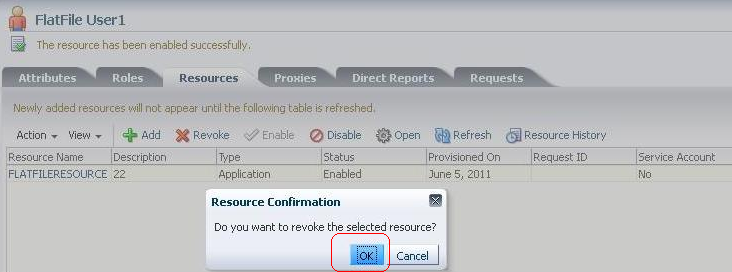 FlatFile User1
The resource has been enabled successfully.
Attributes Roles Resources Proxies Direct Reports Requests
Newly added resources will not appear until the following table is refreshed.
Action View Add Revoke Enable Disable Open Refresh Resource History
Resource Name Description Type Status Provisioned On Request ID Service Account
FLATFILERESOURCE 22 Application Enabled June 5, 2011 No
Resource Confirmation
Do you want to revoke the selected resource?
OK Cancel